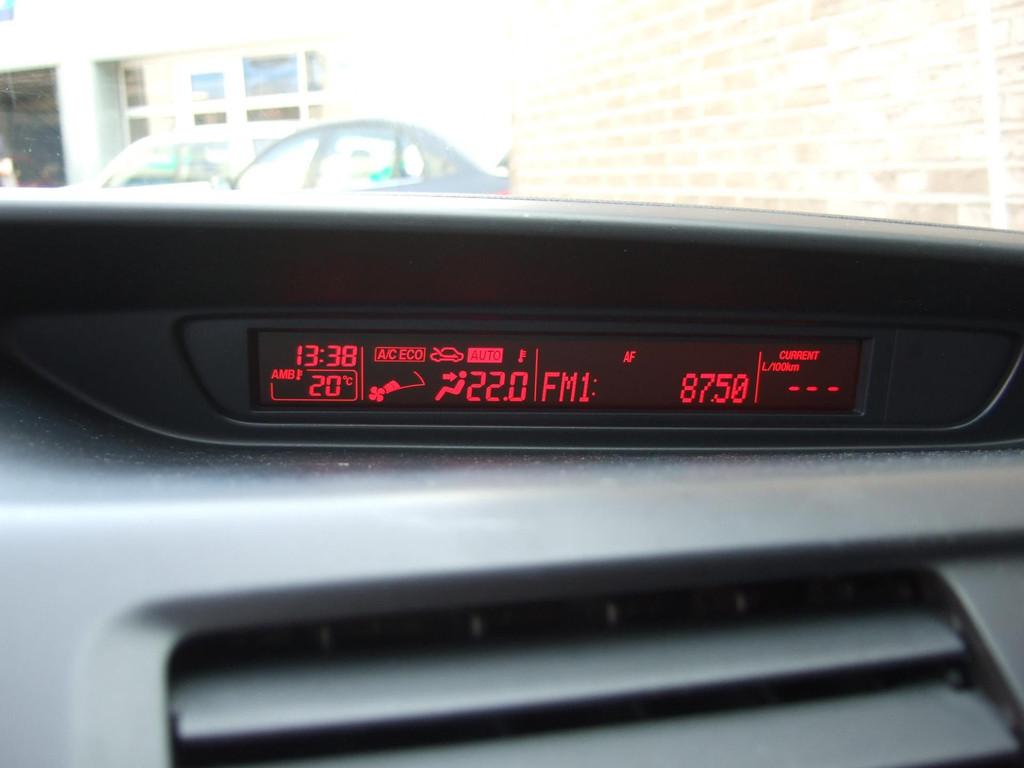 13:38 A/C ECO AUTO AF CURRENT
L/100km
AMB 20°C 22.0 FM1: 87.50 ---